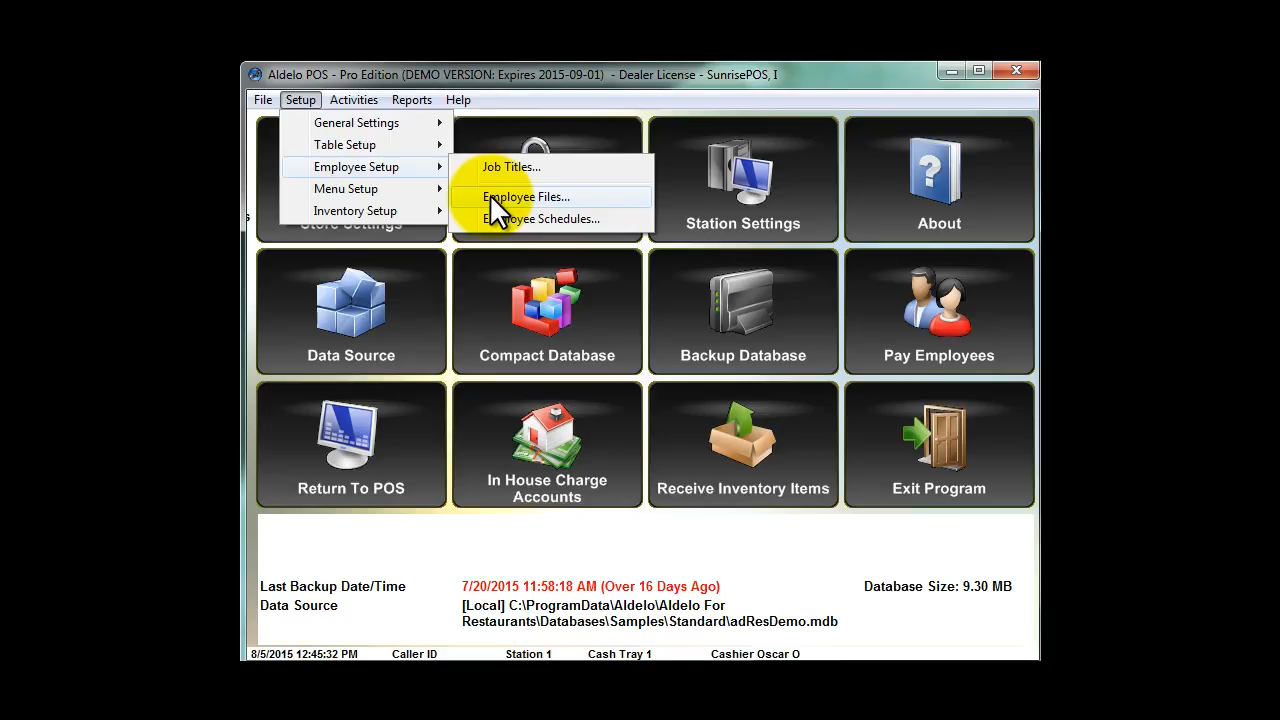 Aldelo POS - Pro Edition (DEMO VERSION: Expires 2015-09-01) - Dealer License - SunrisePOS, I
File Setup Activities Reports Help
General Settings
Table Setup
Employee Setup
Menu Setup
Inventory Setup
Job Titles...
Employee Files...
Employee Schedules...
Station Settings
About
Data Source
Compact Database
Backup Database
Pay Employees
Return To POS
In House Charge
Accounts
Receive Inventory Items
Exit Program
Last Backup Date/Time 7/20/2015 11:58:18 AM (Over 16 Days Ago) Database Size: 9.30 MB
Data Source [Local] C:\ProgramData\Aldelo\Aldelo For
Restaurants\Databases\Samples\Standard\adResDemo.mdb
8/5/2015 12:45:32 PM Caller ID Station 1 Cash Tray 1 Cashier Oscar O